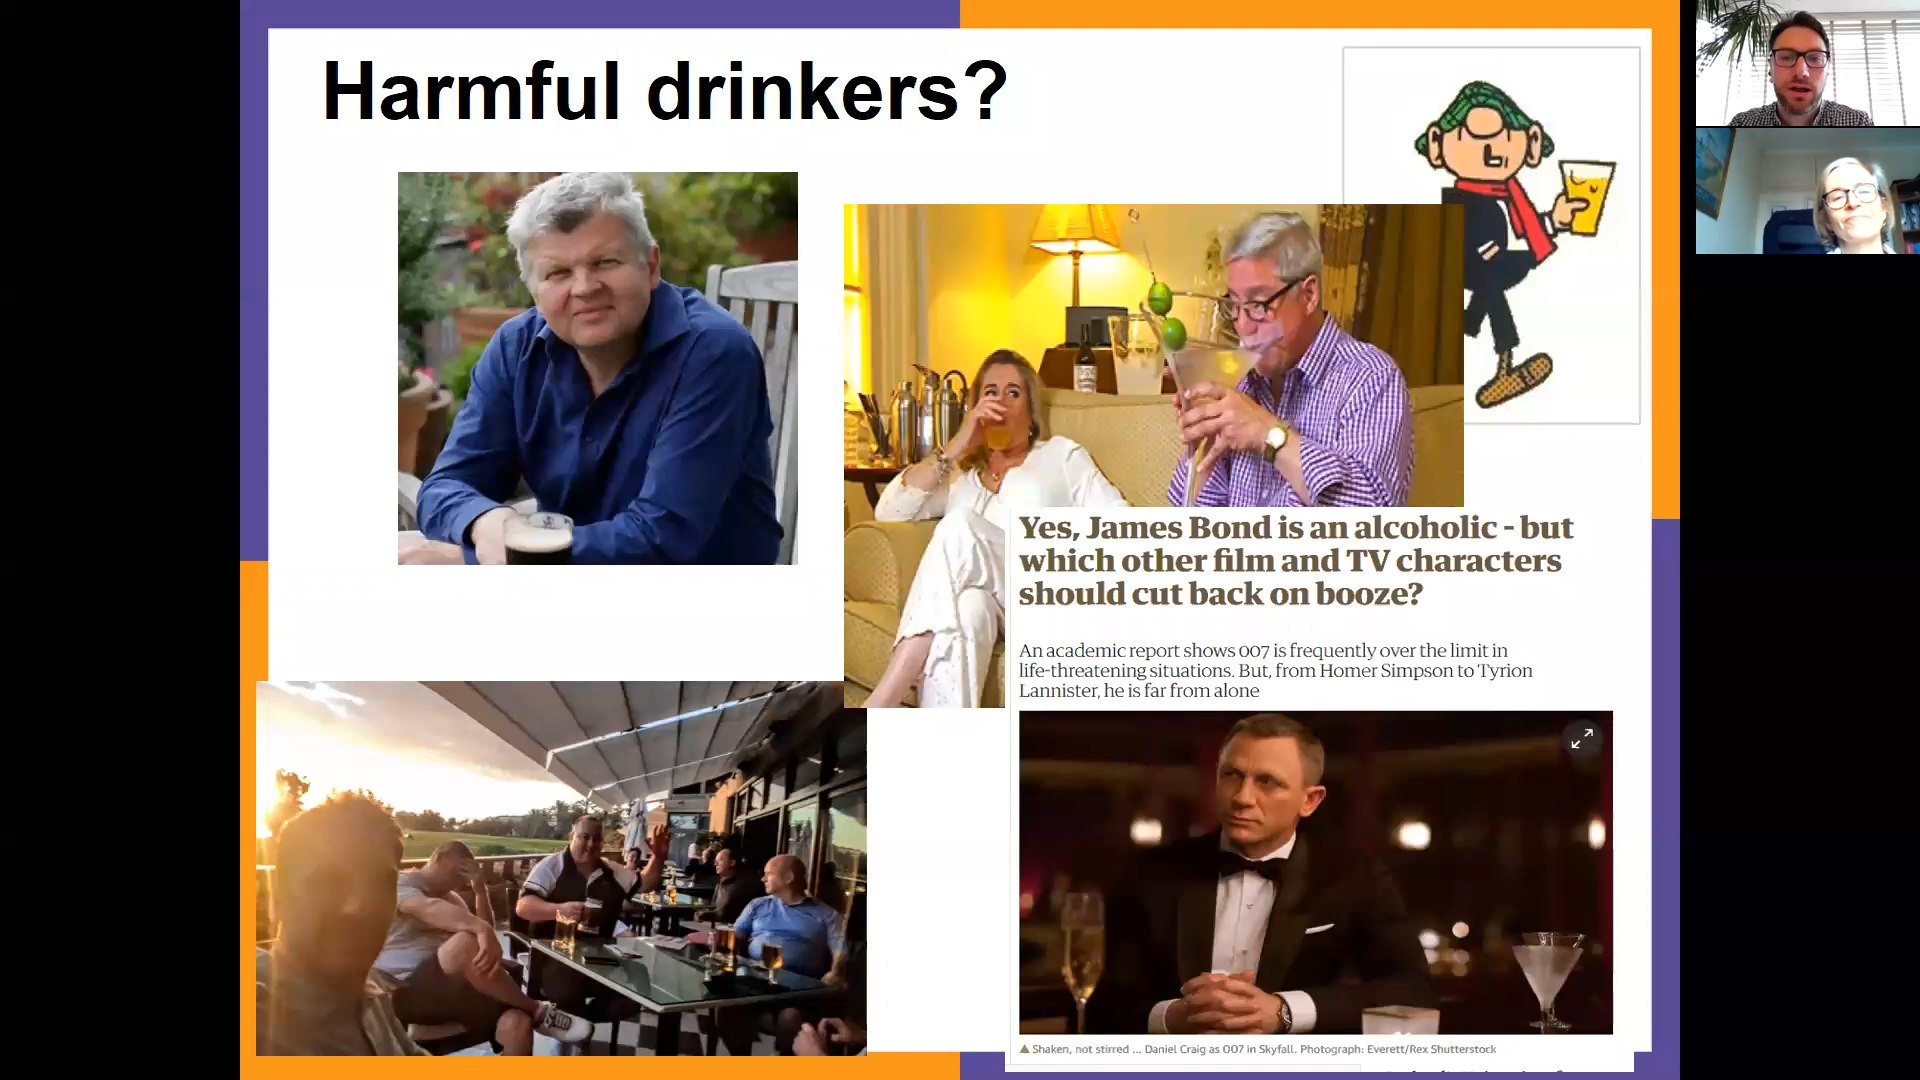 Harmful drinkers?
Yes, James Bond is an alcoholic - but
which other film and TV characters
should cut back on booze?
An academic report shows 007 is frequently over the limit in
life-threatening situations. But, from Homer Simpson to Tyrion
Lannister, he is far from alone
Shaken, not stirred ... Daniel Craig as 007 in Skyfall. Photograph: Everett/Rex Shutterstock